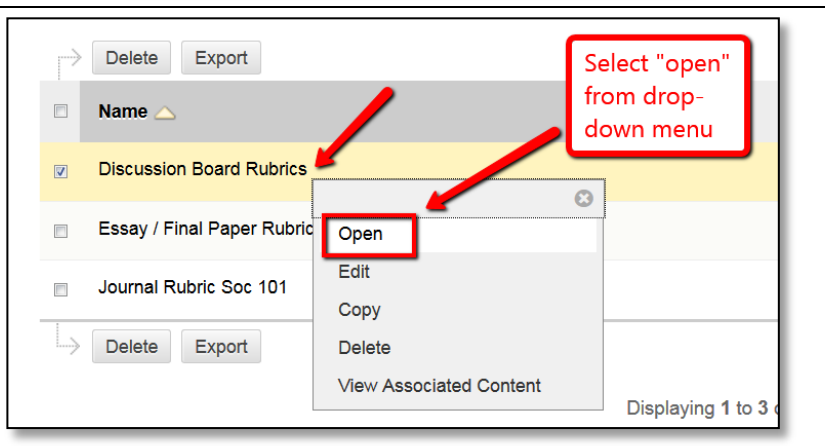 Delete Export
Select "open"
from drop-
down menu
Name
Discussion Board Rubrics
Essay / Final Paper Rubric
Open
Edit
Journal Rubric Soc 101
Copy
Delete Export
Delete
View Associated Content
Displaying 1 to 3